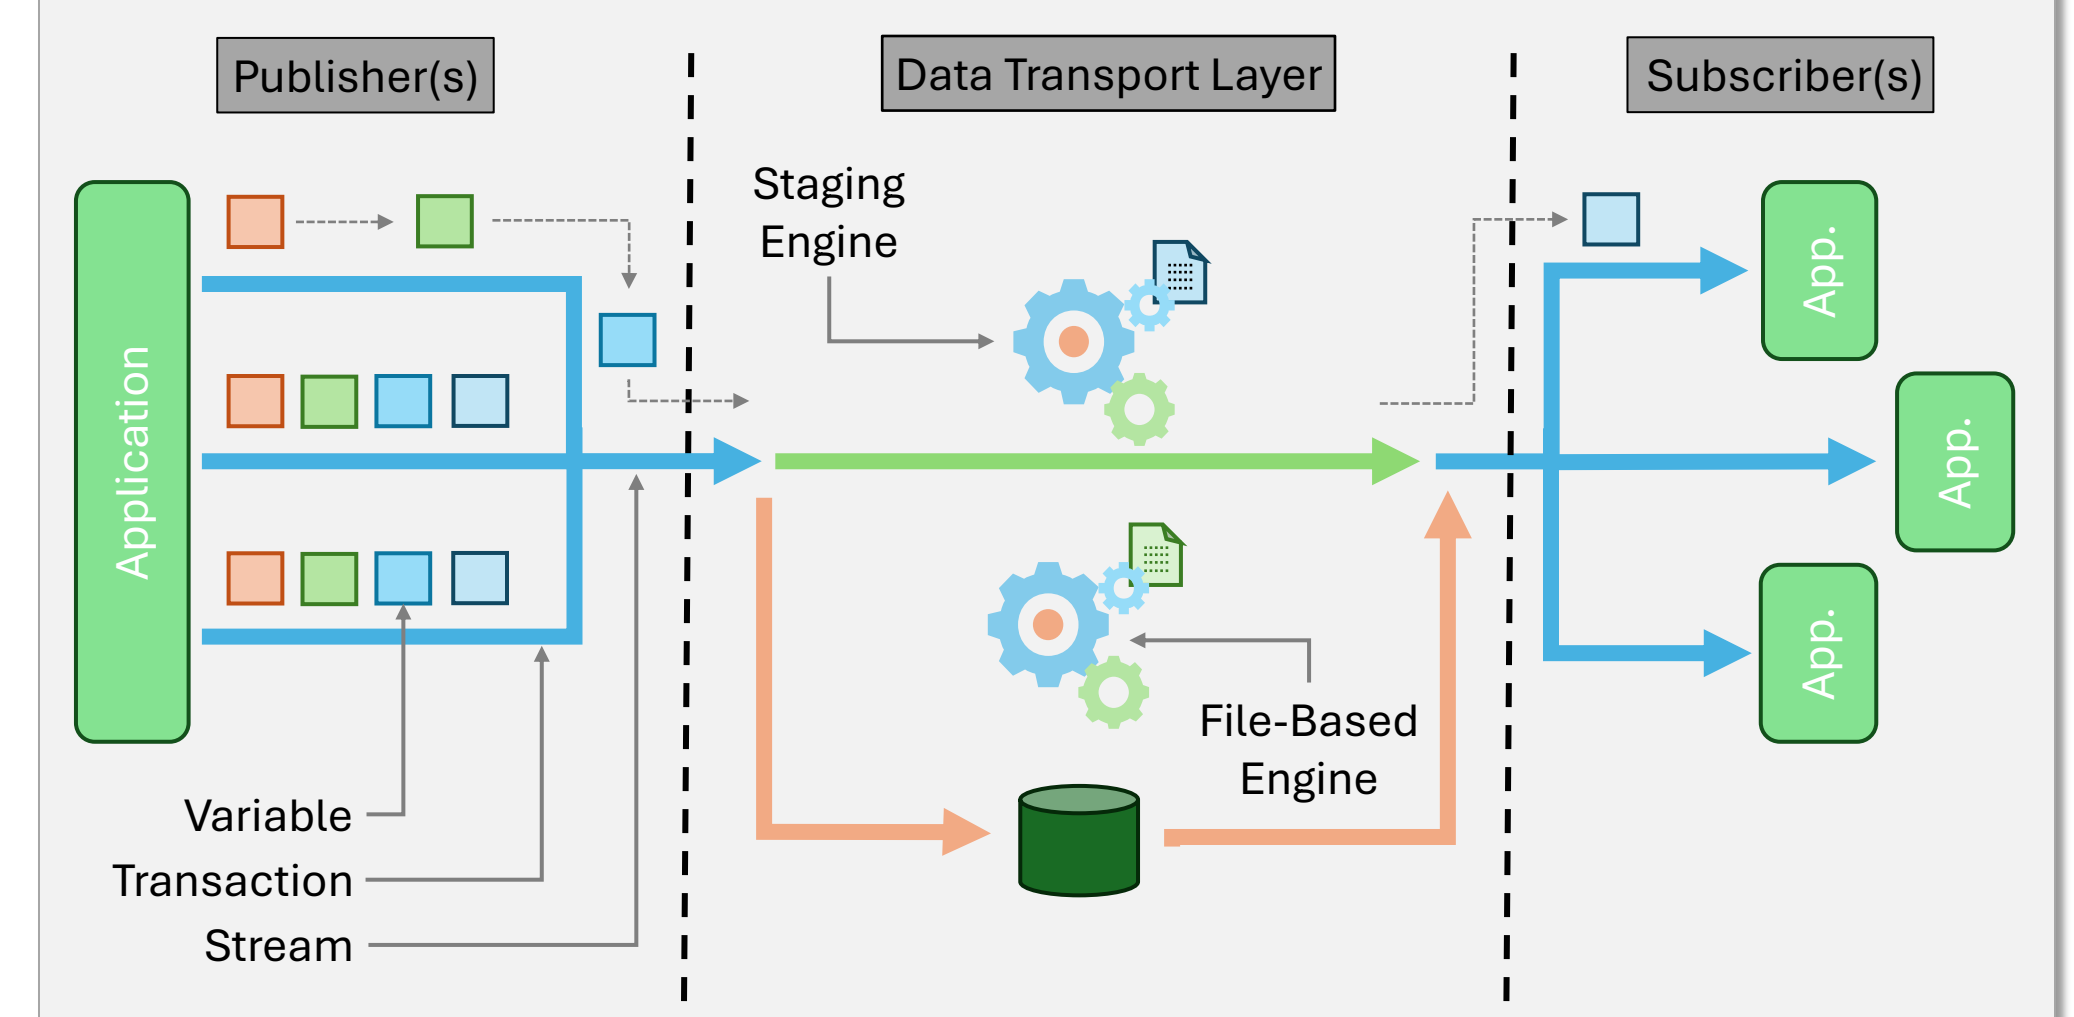 Publisher(s)
Data Transport Layer
Subscriber(s)
Staging
Engine
Application
App.
App.
App.
File-Based
Engine
Variable
Transaction
Stream